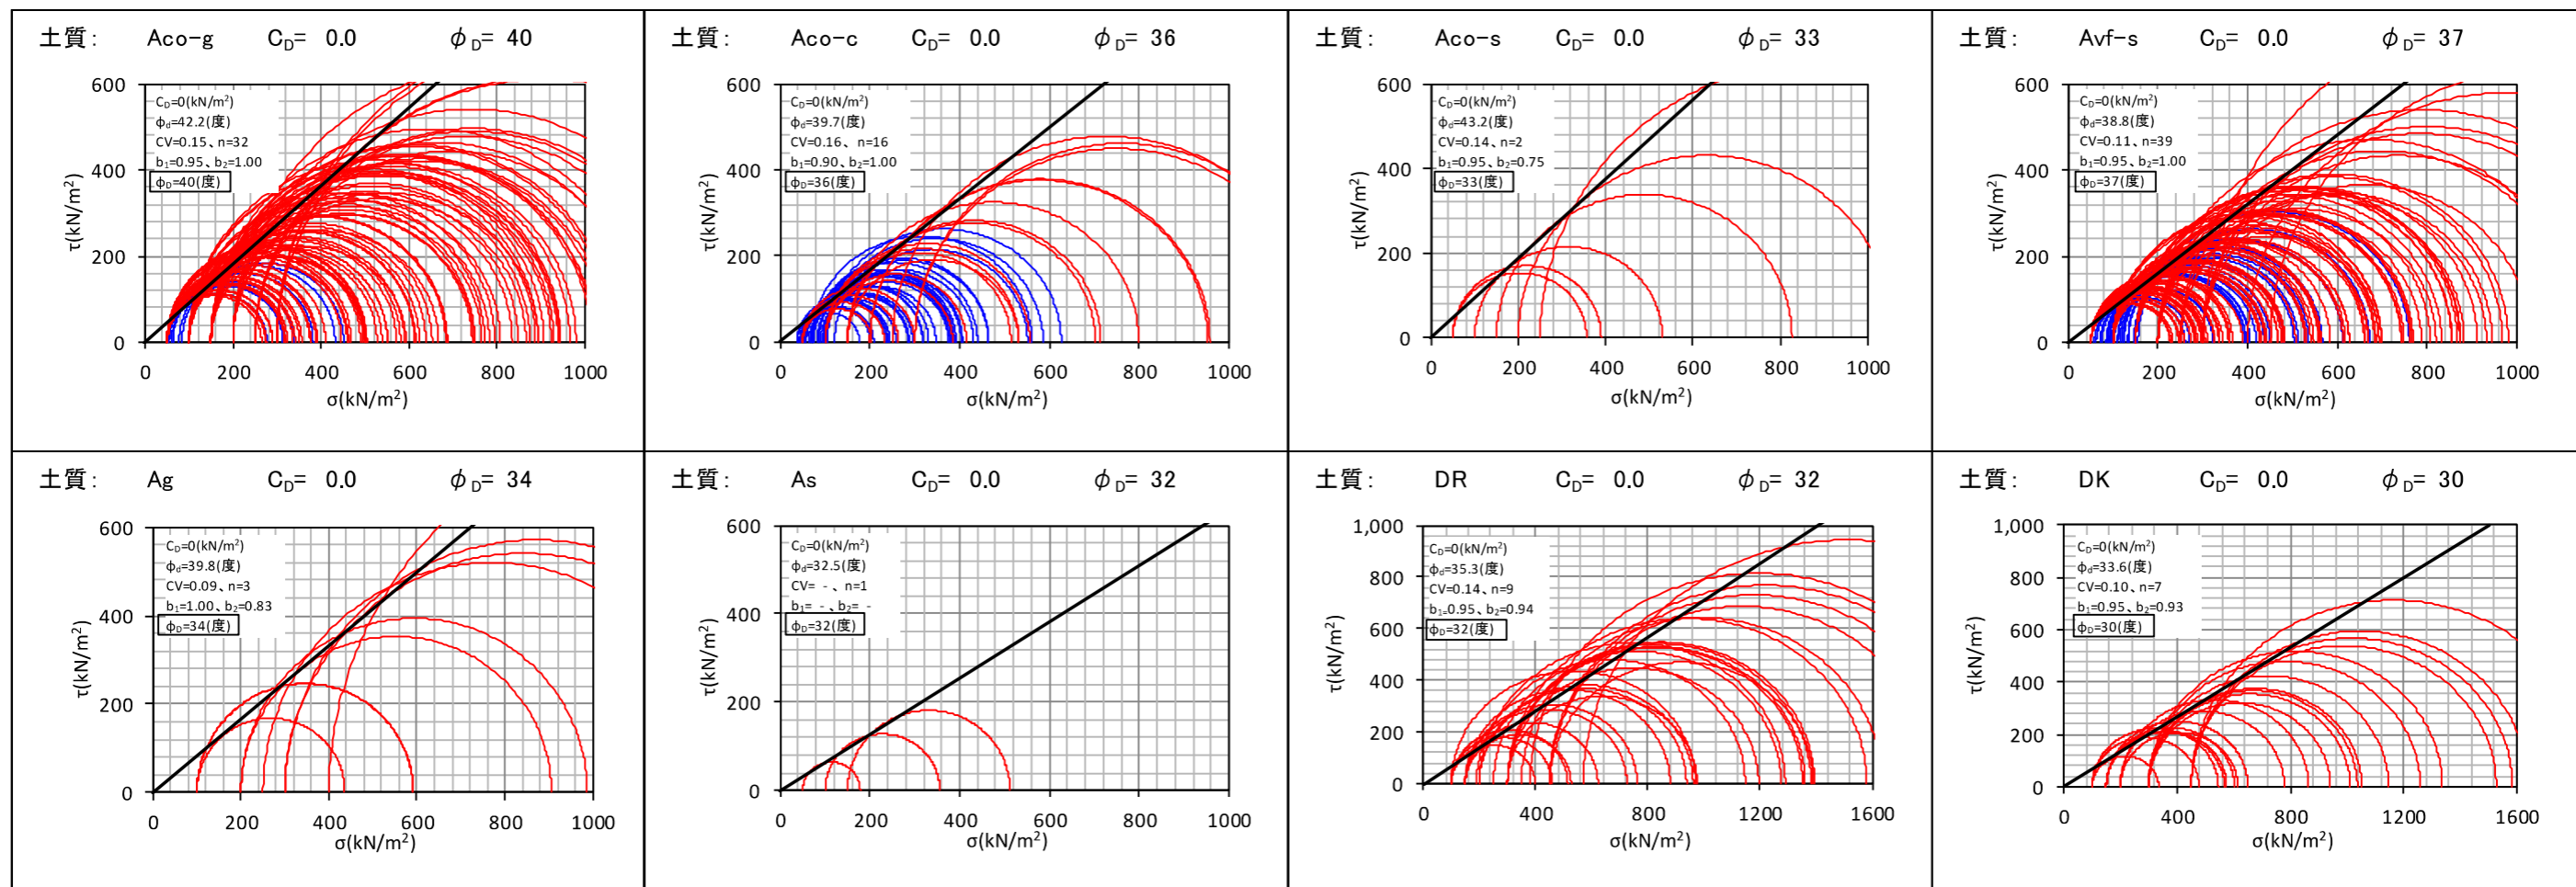 土質： Aco-g C_D= 0.0 φ_D= 40
600
400
200
0
τ(kN/m²)
C_D=0(kN/m²)
φ_d=42.2(度)
CV=0.15、n=32
b₁=0.95、b₂=1.00
φ_D=40(度)
0 200 400 600 800 1000
σ(kN/m²)
土質： Aco-c C_D= 0.0 φ_D= 36
600
400
200
0
τ(kN/m²)
C_D=0(kN/m²)
φ_d=39.7(度)
CV=0.16、n=16
b₁=0.90、b₂=1.00
φ_D=36(度)
0 200 400 600 800 1000
σ(kN/m²)
土質： Aco-s C_D= 0.0 φ_D= 33
600
400
200
0
τ(kN/m²)
C_D=0(kN/m²)
φ_d=43.2(度)
CV=0.14、n=2
b₁=0.95、b₂=0.75
φ_D=33(度)
0 200 400 600 800 1000
σ(kN/m²)
土質： Avf-s C_D= 0.0 φ_D= 37
600
400
200
0
τ(kN/m²)
C_D=0(kN/m²)
φ_d=38.8(度)
CV=0.11、n=39
b₁=0.95、b₂=1.00
φ_D=37(度)
0 200 400 600 800 1000
σ(kN/m²)
土質： Ag C_D= 0.0 φ_D= 34
600
400
200
0
τ(kN/m²)
C_D=0(kN/m²)
φ_d=39.8(度)
CV=0.09、n=3
b₁=1.00、b₂=0.83
φ_D=34(度)
0 200 400 600 800 1000
σ(kN/m²)
土質： As C_D= 0.0 φ_D= 32
600
400
200
0
τ(kN/m²)
C_D=0(kN/m²)
φ_d=32.5(度)
CV= - 、n=1
b₁= - 、b₂= -
φ_D=32(度)
0 200 400 600 800 1000
σ(kN/m²)
土質： DR C_D= 0.0 φ_D= 32
1,000
800
600
400
200
0
τ(kN/m²)
C_D=0(kN/m²)
φ_d=35.3(度)
CV=0.14、n=9
b₁=0.95、b₂=0.94
φ_D=32(度)
0 400 800 1200 1600
σ(kN/m²)
土質： DK C_D= 0.0 φ_D= 30
1,000
800
600
400
200
0
τ(kN/m²)
C_D=0(kN/m²)
φ_d=33.6(度)
CV=0.10、n=7
b₁=0.95、b₂=0.93
φ_D=30(度)
0 400 800 1200 1600
σ(kN/m²)